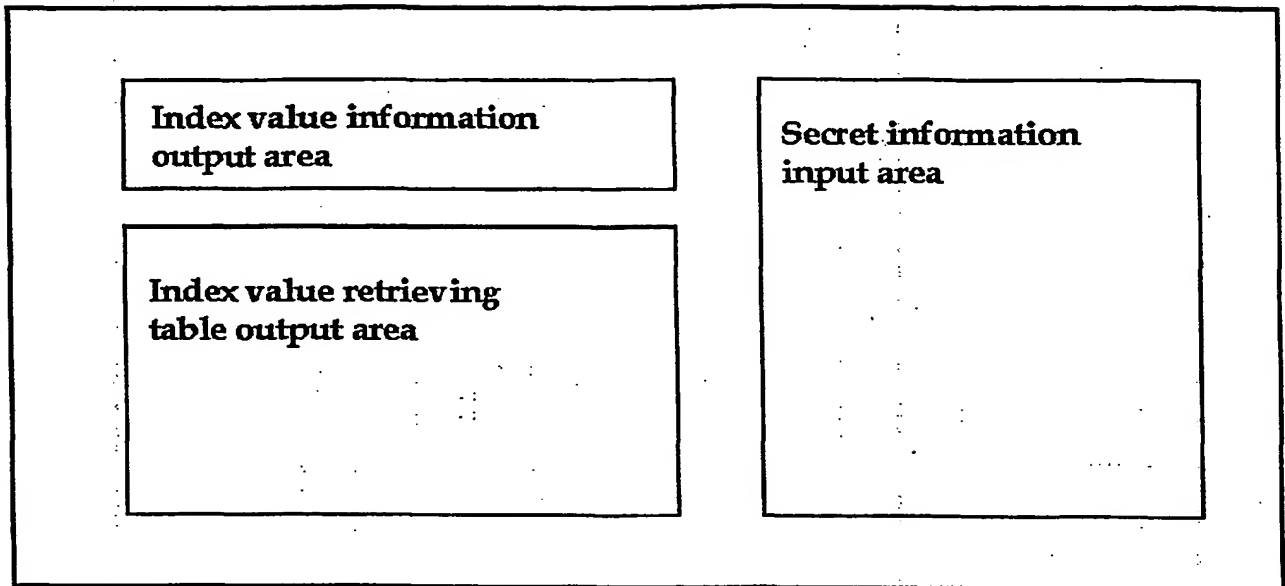 Index value information
output area
Index value retrieving
table output area
Secret information
input area